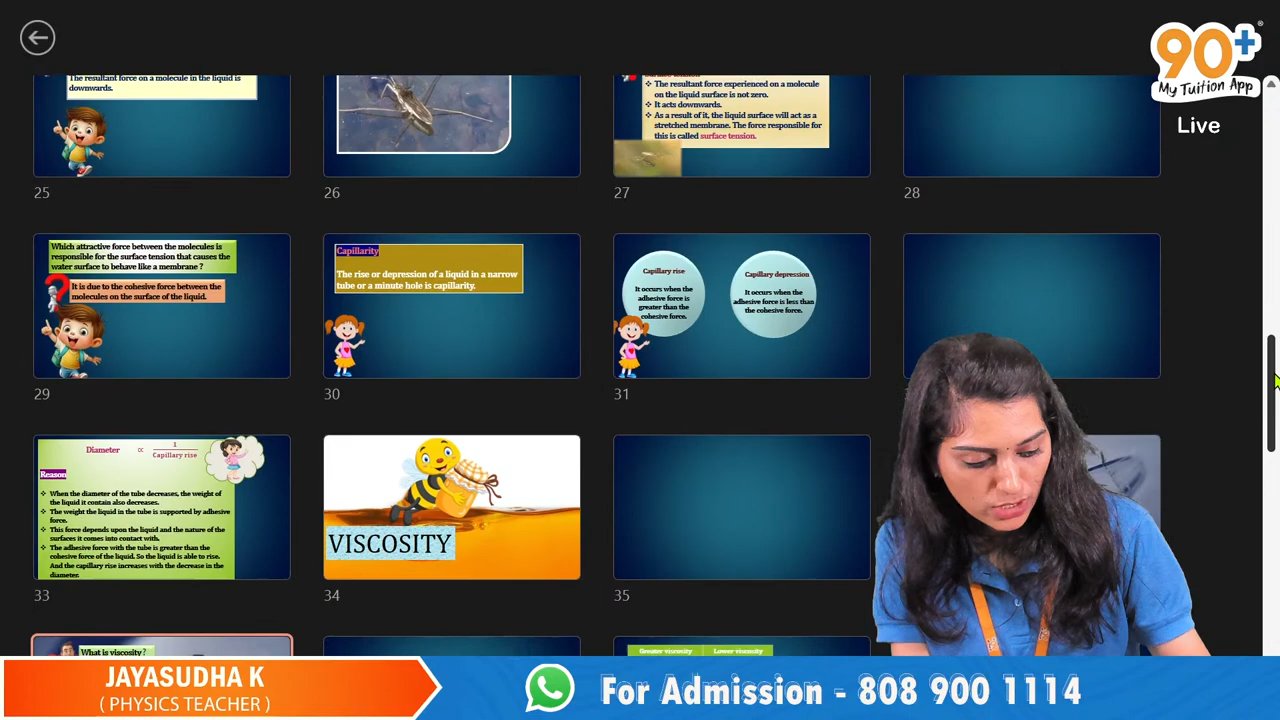 90+
My Tuition App
Live
The resultant force on a molecule in the liquid is
downwards.
25
26
The resultant force experienced on a molecule
on the liquid surface is not zero.
It acts downwards.
As a result of it, the liquid surface will act as a
stretched membrane. The force responsible for
this is called surface tension.
27
28
Which attractive force between the molecules is
responsible for the surface tension that causes the
water surface to behave like a membrane ?
It is due to the cohesive force between the
molecules on the surface of the liquid.
29
Capillarity
The rise or depression of a liquid in a narrow
tube or a minute hole is capillarity.
30
Capillary rise
It occurs when the
adhesive force is
greater than the
cohesive force.
Capillary depression
It occurs when the
adhesive force is less than
the cohesive force.
31
Diameter ∝ 1
Capillary rise
Reason
When the diameter of the tube decreases, the weight of
the liquid it contain also decreases.
The weight the liquid in the tube is supported by adhesive
force.
This force depends upon the liquid and the nature of the
surfaces it comes into contact with.
The adhesive force with the tube is greater than the
cohesive force of the liquid. So the liquid is able to rise.
And the capillary rise increases with the decrease in the
diameter.
33
VISCOSITY
34
35
What is viscosity ?
Greater viscosity
Lower viscosity
JAYASUDHA K
( PHYSICS TEACHER )
For Admission - 808 900 1114